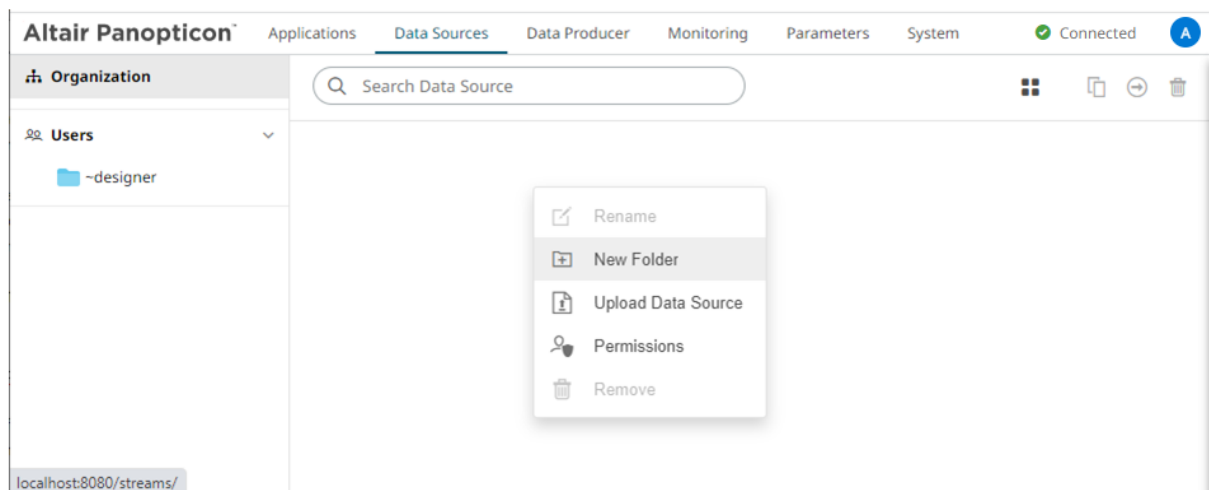 Altair Panopticon™ Applications Data Sources Data Producer Monitoring Parameters System Connected A
Organization
Search Data Source
Users
~designer
Rename
New Folder
Upload Data Source
Permissions
Remove
localhost:8080/streams/